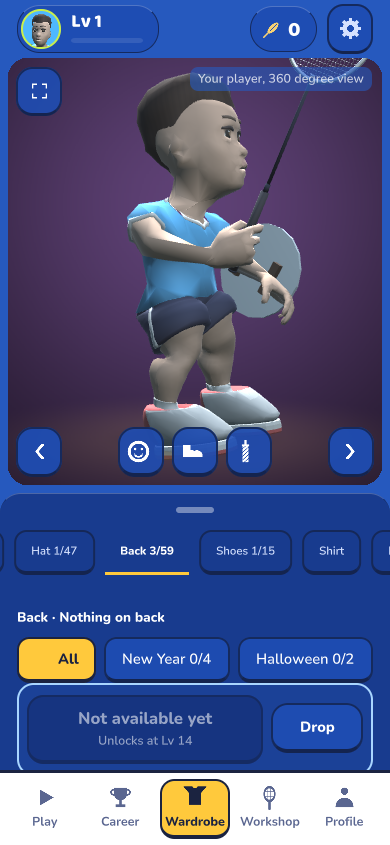 Lv 1
0
Your player, 360 degree view
Hat 1/47
Back 3/59
Shoes 1/15
Shirt
Back · Nothing on back
All
New Year 0/4
Halloween 0/2
Not available yet
Unlocks at Lv 14
Drop
Play
Career
Wardrobe
Workshop
Profile